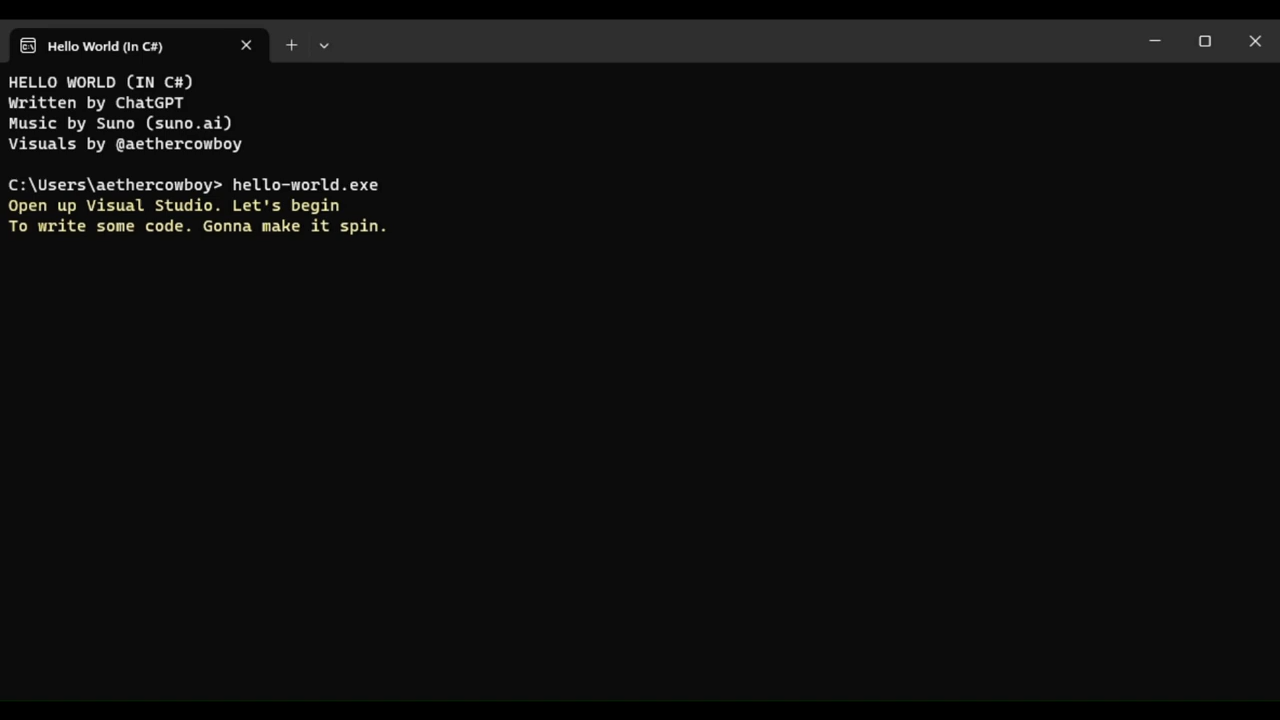 Hello World (In C#)
HELLO WORLD (IN C#)
Written by ChatGPT
Music by Suno (suno.ai)
Visuals by @aethercowboy
C:\Users\aethercowboy> hello-world.exe
Open up Visual Studio. Let's begin
To write some code. Gonna make it spin.